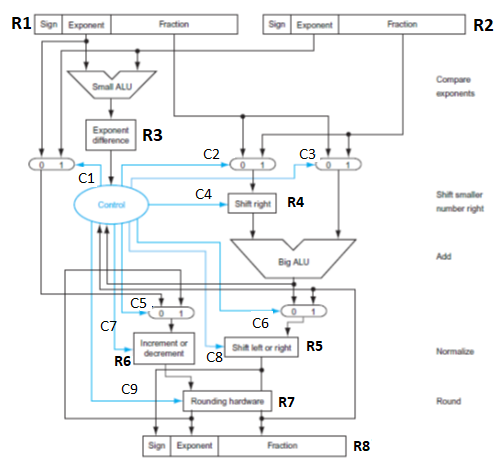 R1 Sign Exponent Fraction Sign Exponent Fraction R2
Small ALU
Compare
exponents
Exponent
difference
R3
0 1
C1
C2
0 1
C3
0 1
Control
C4
Shift right
R4
Shift smaller
number right
Big ALU
Add
C5
0 1
C6
0 1
C7
R6
Increment or
decrement
C8
Shift left or right
R5
Normalize
C9
Rounding hardware
R7
Round
Sign Exponent Fraction R8